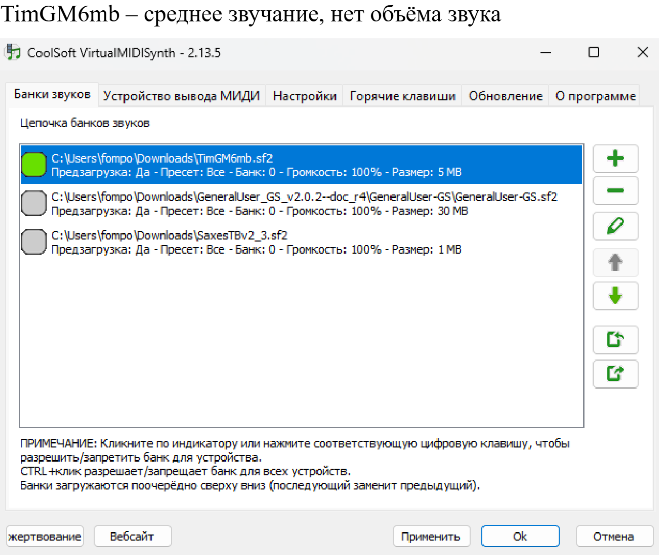 TimGM6mb – среднее звучание, нет объёма звука
CoolSoft VirtualMIDISynth - 2.13.5
Банки звуков Устройство вывода МИДИ Настройки Горячие клавиши Обновление О программе
Цепочка банков звуков
C:\Users\fompo\Downloads\TimGM6mb.sf2
Предзагрузка: Да - Пресет: Все - Банк: 0 - Громкость: 100% - Размер: 5 MB
C:\Users\fompo\Downloads\GeneralUser_GS_v2.0.2--doc_r4\GeneralUser-GS\GeneralUser-GS.sf2
Предзагрузка: Да - Пресет: Все - Банк: 0 - Громкость: 100% - Размер: 30 MB
C:\Users\fompo\Downloads\SaxesTBv2_3.sf2
Предзагрузка: Да - Пресет: Все - Банк: 0 - Громкость: 100% - Размер: 1 MB
ПРИМЕЧАНИЕ: Кликните по индикатору или нажмите соответствующую цифровую клавишу, чтобы
разрешить/запретить банк для устройства.
CTRL+клик разрешает/запрещает банк для всех устройств.
Банки загружаются поочерёдно сверху вниз (последующий заменит предыдущий).
жертвование Вебсайт Применить Ok Отмена